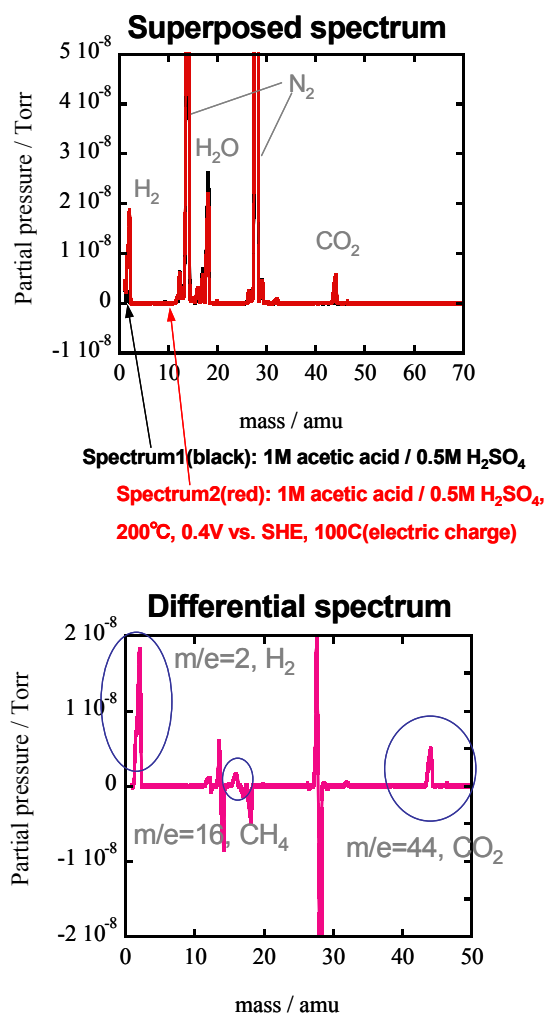 Superposed spectrum
5 10⁻⁸
4 10⁻⁸
3 10⁻⁸
2 10⁻⁸
1 10⁻⁸
0
-1 10⁻⁸
Partial pressure / Torr
N₂
H₂O
H₂
CO₂
0 10 20 30 40 50 60 70
mass / amu
Spectrum1(black): 1M acetic acid / 0.5M H₂SO₄
Spectrum2(red): 1M acetic acid / 0.5M H₂SO₄,
200°C, 0.4V vs. SHE, 100C(electric charge)
Differential spectrum
2 10⁻⁸
1 10⁻⁸
0
-1 10⁻⁸
-2 10⁻⁸
Partial pressure / Torr
m/e=2, H₂
m/e=16, CH₄
m/e=44, CO₂
0 10 20 30 40 50
mass / amu